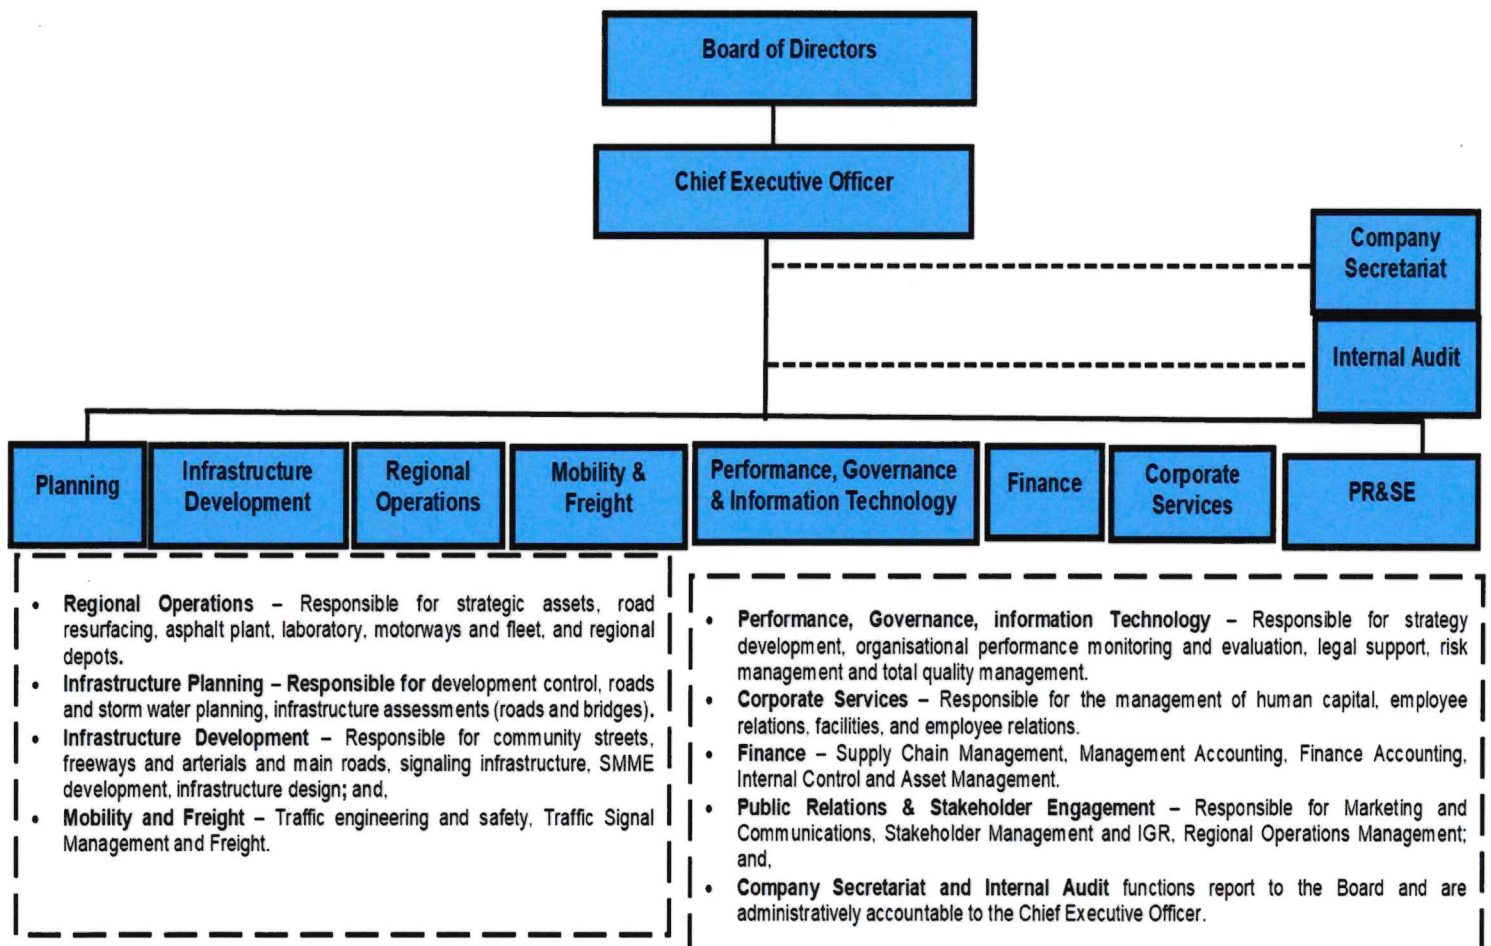 Board of Directors
Chief Executive Officer
Company
Secretariat
Internal Audit
Planning
Infrastructure
Development
Regional
Operations
Mobility &
Freight
Performance, Governance
& Information Technology
Finance
Corporate
Services
PR&SE
• Regional Operations – Responsible for strategic assets, road
resurfacing, asphalt plant, laboratory, motorways and fleet, and regional
depots.
• Infrastructure Planning – Responsible for development control, roads
and storm water planning, infrastructure assessments (roads and bridges).
• Infrastructure Development – Responsible for community streets,
freeways and arterials and main roads, signaling infrastructure, SMME
development, infrastructure design; and,
• Mobility and Freight – Traffic engineering and safety, Traffic Signal
Management and Freight.
• Performance, Governance, information Technology – Responsible for strategy
development, organisational performance monitoring and evaluation, legal support, risk
management and total quality management.
• Corporate Services – Responsible for the management of human capital, employee
relations, facilities, and employee relations.
• Finance – Supply Chain Management, Management Accounting, Finance Accounting,
Internal Control and Asset Management.
• Public Relations & Stakeholder Engagement – Responsible for Marketing and
Communications, Stakeholder Management and IGR, Regional Operations Management;
and,
• Company Secretariat and Internal Audit functions report to the Board and are
administratively accountable to the Chief Executive Officer.